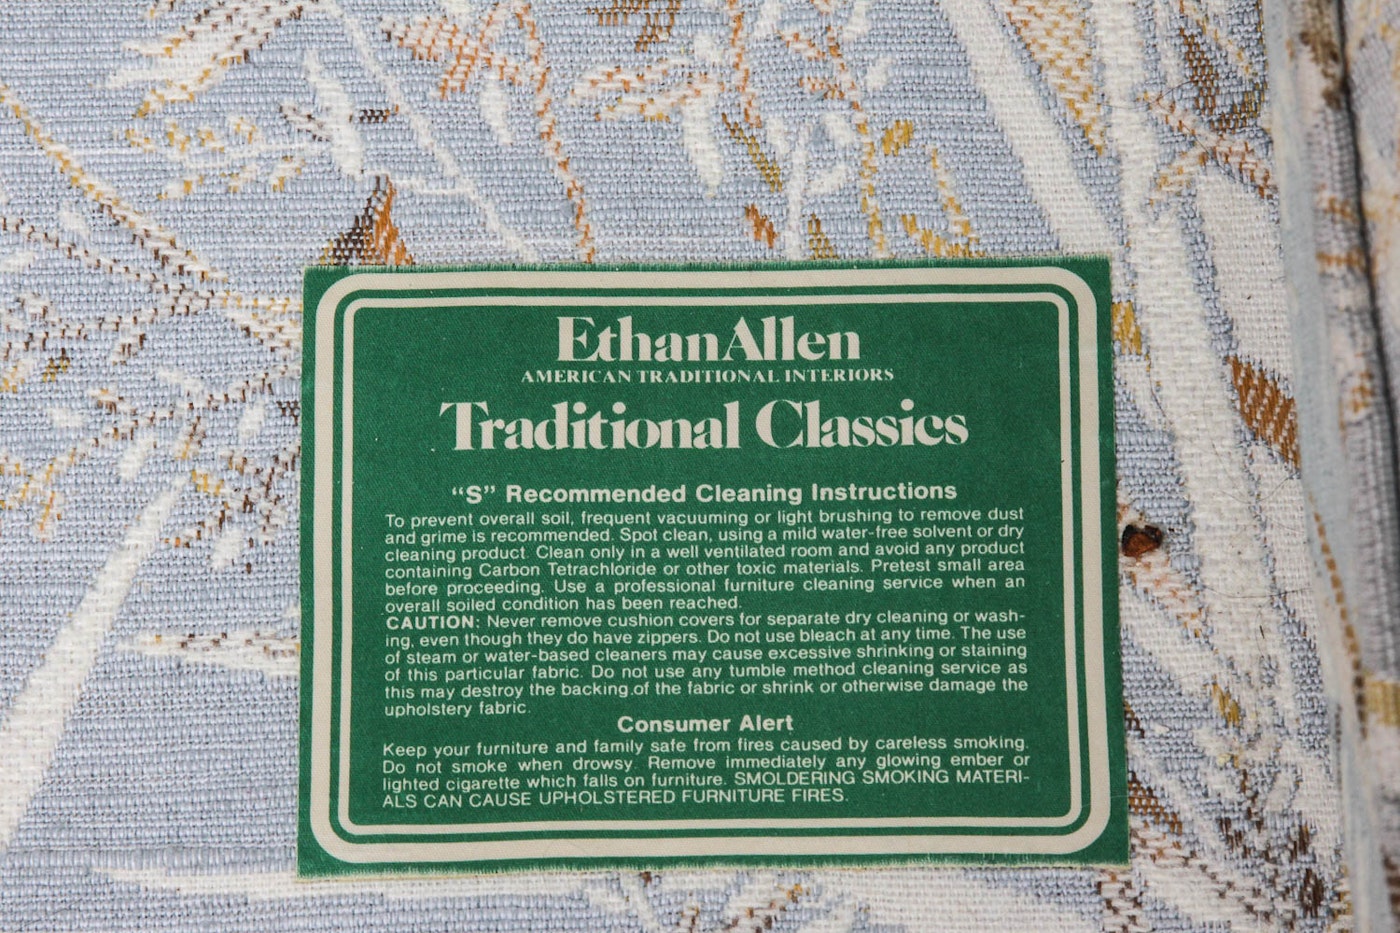 EthanAllen
AMERICAN TRADITIONAL INTERIORS
Traditional Classics
“S” Recommended Cleaning Instructions
To prevent overall soil, frequent vacuuming or light brushing to remove dust
and grime is recommended. Spot clean, using a mild water-free solvent or dry
cleaning product. Clean only in a well ventilated room and avoid any product
containing Carbon Tetrachloride or other toxic materials. Pretest small area
before proceeding. Use a professional furniture cleaning service when an
overall soiled condition has been reached.
CAUTION: Never remove cushion covers for separate dry cleaning or wash-
ing, even though they do have zippers. Do not use bleach at any time. The use
of steam or water-based cleaners may cause excessive shrinking or staining
of this particular fabric. Do not use any tumble method cleaning service as
this may destroy the backing of the fabric or shrink or otherwise damage the
upholstery fabric.
Consumer Alert
Keep your furniture and family safe from fires caused by careless smoking.
Do not smoke when drowsy. Remove immediately any glowing ember or
lighted cigarette which falls on furniture. SMOLDERING SMOKING MATERI-
ALS CAN CAUSE UPHOLSTERED FURNITURE FIRES.